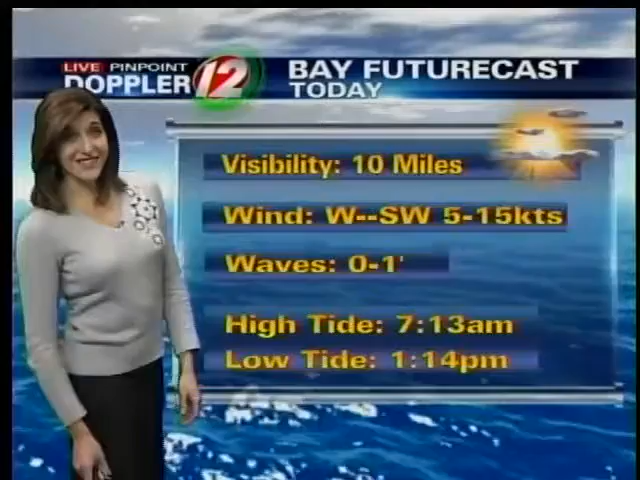 LIVE PINPOINT
DOPPLER 12
BAY FUTURECAST
TODAY
Visibility: 10 Miles
Wind: W--SW 5-15kts
Waves: 0-1'
High Tide: 7:13am
Low Tide: 1:14pm